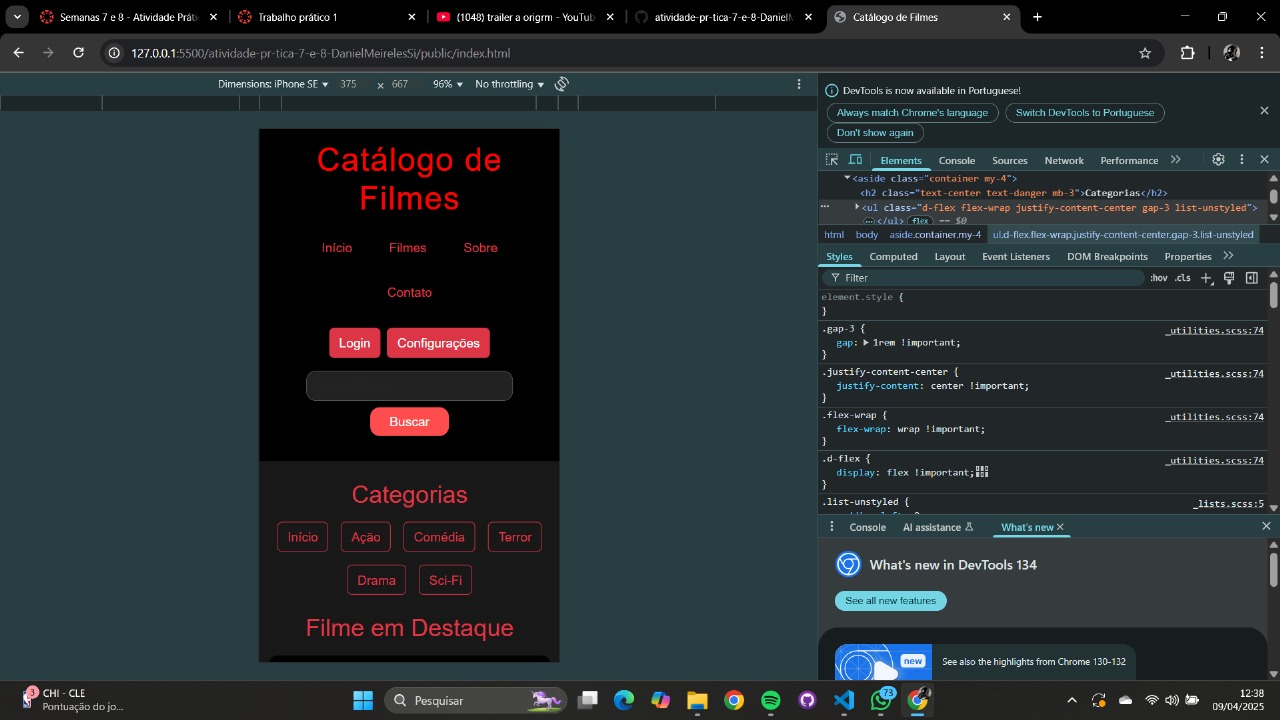 Semanas 7 e 8 - Atividade Práti
Trabalho prático 1
(1048) trailer a origrm - YouTub
atividade-pr-tica-7-e-8-DanielM
Catálogo de Filmes
127.0.0.1:5500/atividade-pr-tica-7-e-8-DanielMeirelesSi/public/index.html
Dimensions: iPhone SE 375 × 667 96% No throttling
Catálogo de
Filmes
Início Filmes Sobre
Contato
Login Configurações
Buscar
Categorias
Início Ação Comédia Terror
Drama Sci-Fi
Filme em Destaque
DevTools is now available in Portuguese!
Always match Chrome's language Switch DevTools to Portuguese
Don't show again
Elements Console Sources Network Performance
<aside class="container my-4">
<h2 class="text-center text-danger mb-3">Categorias</h2>
<ul class="d-flex flex-wrap justify-content-center gap-3 list-unstyled">
</ul> flex == $0
html body aside.container.my-4 ul.d-flex.flex-wrap.justify-content-center.gap-3.list-unstyled
Styles Computed Layout Event Listeners DOM Breakpoints Properties
Filter :hov .cls
element.style {
}
.gap-3 { _utilities.scss:74
gap: 1rem !important;
}
.justify-content-center { _utilities.scss:74
justify-content: center !important;
}
.flex-wrap { _utilities.scss:74
flex-wrap: wrap !important;
}
.d-flex { _utilities.scss:74
display: flex !important;
}
.list-unstyled { _lists.scss:5
Console AI assistance What's new
What's new in DevTools 134
See all new features
new
See also the highlights from Chrome 130-132
3
CHI - CLE
Pontuação do jo...
Pesquisar
73
12:38
09/04/2025